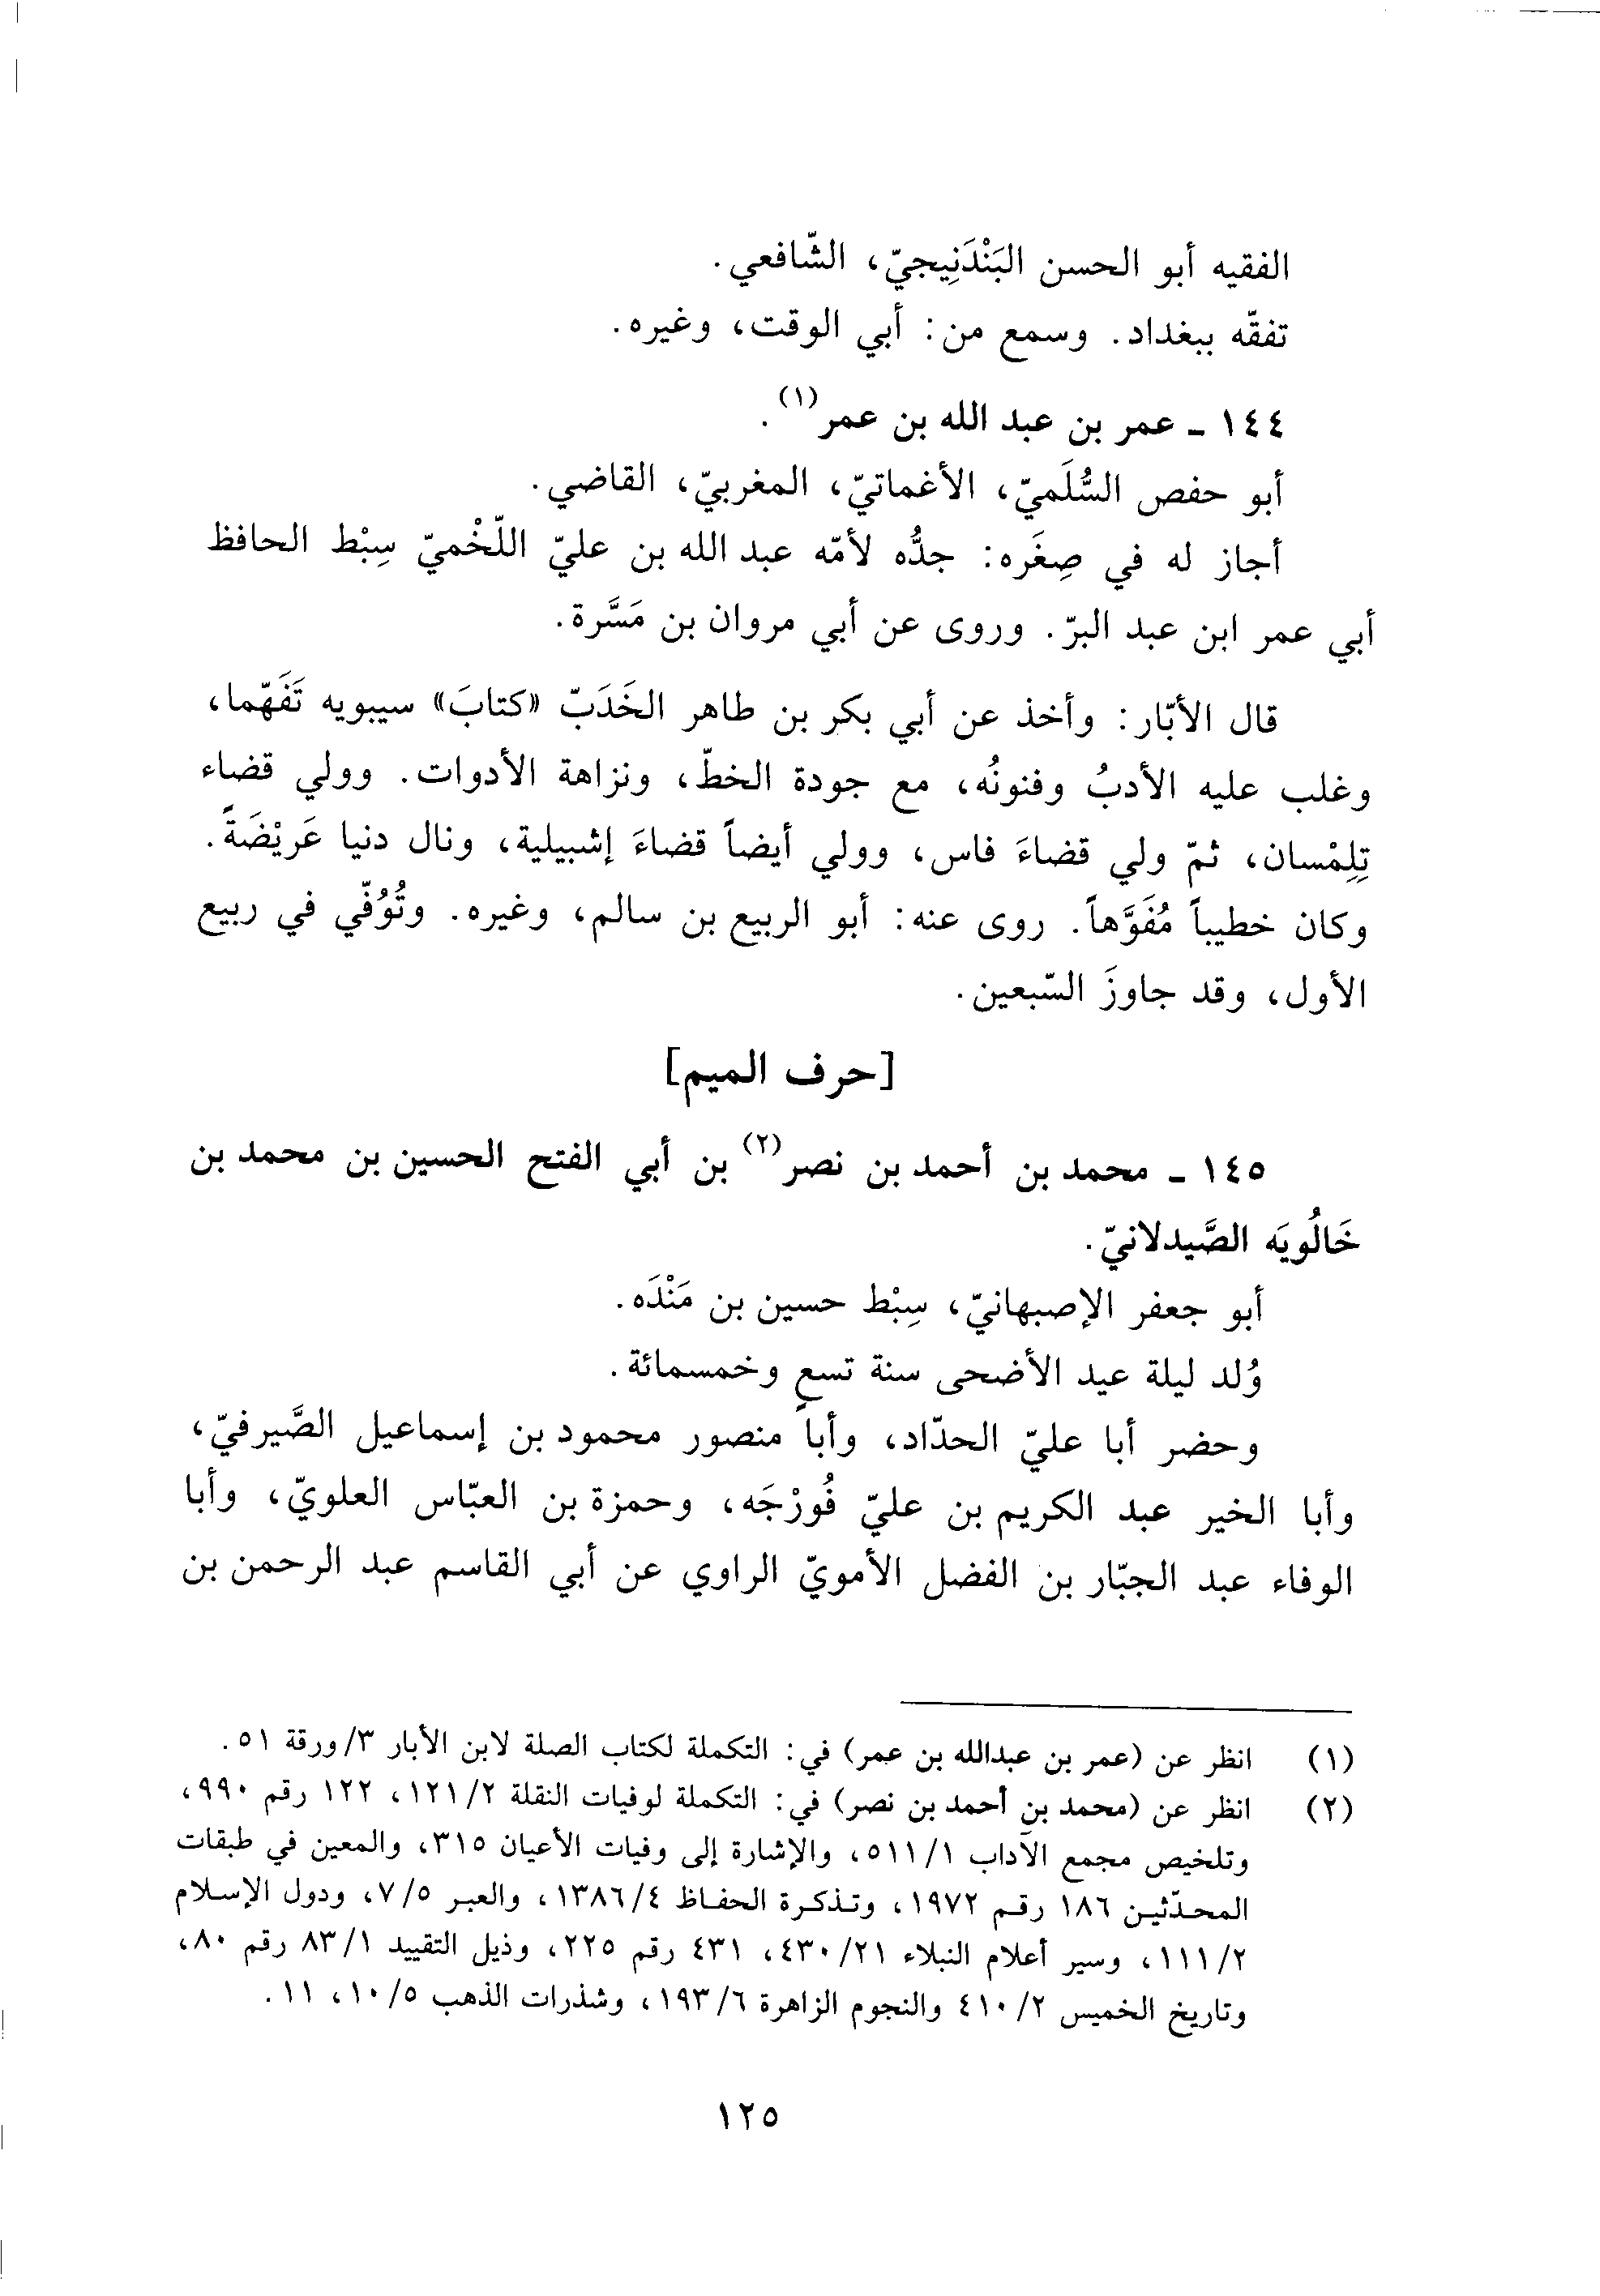 الفقيه أبو الحسن البَنْدَنِيجيّ، الشّافعي.
تفقّه ببغداد. وسمع من: أبي الوقت، وغيره.
١٤٤ ـ عمر بن عبد الله بن عمر(١).
أبو حفص السُّلَميّ، الأغماتيّ، المغربيّ، القاضي.
أجاز له في صِغَره: جدُّه لأمّه عبد الله بن عليّ اللّخْميّ سِبْط الحافظ
أبي عمر ابن عبد البرّ. وروى عن أبي مروان بن مَسَّرة.
قال الأبّار: وأخذ عن أبي بكر بن طاهر الخَدَبّ «كتابَ» سيبويه تَفَهّما،
وغلب عليه الأدبُ وفنونُه، مع جودة الخطّ، ونزاهة الأدوات. وولي قضاء
تِلِمْسان، ثمّ ولي قضاءَ فاس، وولي أيضاً قضاءَ إشبيلية، ونال دنيا عَريْضَةً.
وكان خطيباً مُفَوَّهاً. روى عنه: أبو الربيع بن سالم، وغيره. وتُوُفّي في ربيع
الأول، وقد جاوزَ السّبعين.
[حرف الميم]
١٤٥ ـ محمد بن أحمد بن نصر(٢) بن أبي الفتح الحسين بن محمد بن
خَالُويَه الصَّيدلانيّ.
أبو جعفر الإصبهانيّ، سِبْط حسين بن مَنْدَه.
وُلد ليلة عيد الأضحى سنة تسعٍ وخمسمائة.
وحضر أبا عليّ الحدّاد، وأبا منصور محمود بن إسماعيل الصَّيرفيّ،
وأبا الخير عبد الكريم بن عليّ فُورْجَه، وحمزة بن العبّاس العلويّ، وأبا
الوفاء عبد الجبّار بن الفضل الأمويّ الراوي عن أبي القاسم عبد الرحمن بن
(١) انظر عن (عمر بن عبدالله بن عمر) في: التكملة لكتاب الصلة لابن الأبار ٣/ورقة ٥١.
(٢) انظر عن (محمد بن أحمد بن نصر) في: التكملة لوفيات النقلة ١٢١/٢، ١٢٢ رقم ٩٩٠،
وتلخيص مجمع الآداب ٥١١/١، والإشارة إلى وفيات الأعيان ٣١٥، والمعين في طبقات
المحدّثين ١٨٦ رقم ١٩٧٢، وتذكرة الحفاظ ١٣٨٦/٤، والعبر ٧/٥، ودول الإسلام
١١١/٢، وسير أعلام النبلاء ٤٣٠/٢١، ٤٣١ رقم ٢٢٥، وذيل التقييد ٨٣/١ رقم ٨٠،
وتاريخ الخميس ٤١٠/٢ والنجوم الزاهرة ١٩٣/٦، وشذرات الذهب ١٠/٥، ١١.
١٢٥